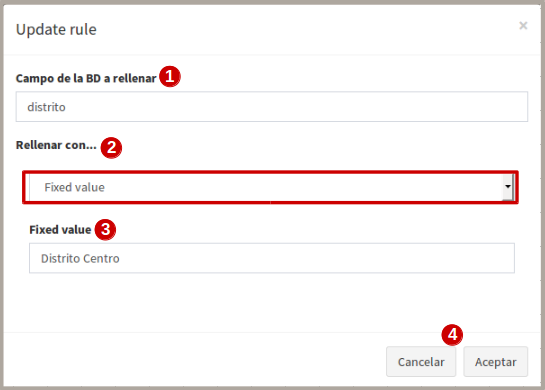 Update rule ×
Campo de la BD a rellenar 1
distrito
Rellenar con... 2
Fixed value
Fixed value 3
Distrito Centro
4
Cancelar Aceptar